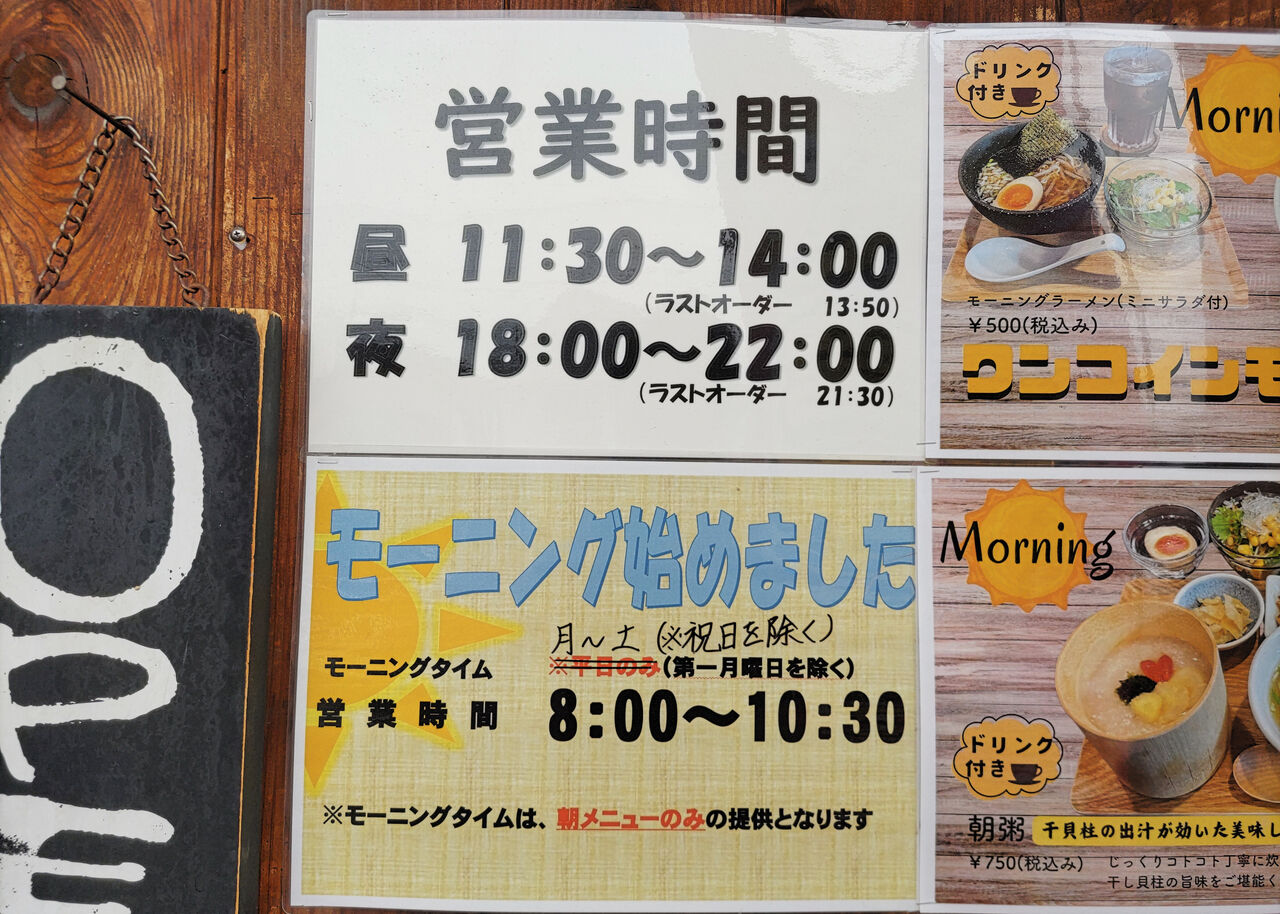 営業時間
昼 11:30～14:00
(ラストオーダー 13:50)
夜 18:00～22:00
(ラストオーダー 21:30)
ドリンク
付き
Morni
モーニングラーメン(ミニサラダ付)
¥500(税込み)
ワンコインモ
モーニング始めました
月～土(※祝日を除く)
モーニングタイム ※平日のみ(第一月曜日を除く)
営業時間 8:00～10:30
※モーニングタイムは、朝メニューのみの提供となります
Morning
ドリンク
付き
朝粥 干貝柱の出汁が効いた美味し
¥750(税込み) じっくりコトコト丁寧に炊
干し貝柱の旨味をご堪能く